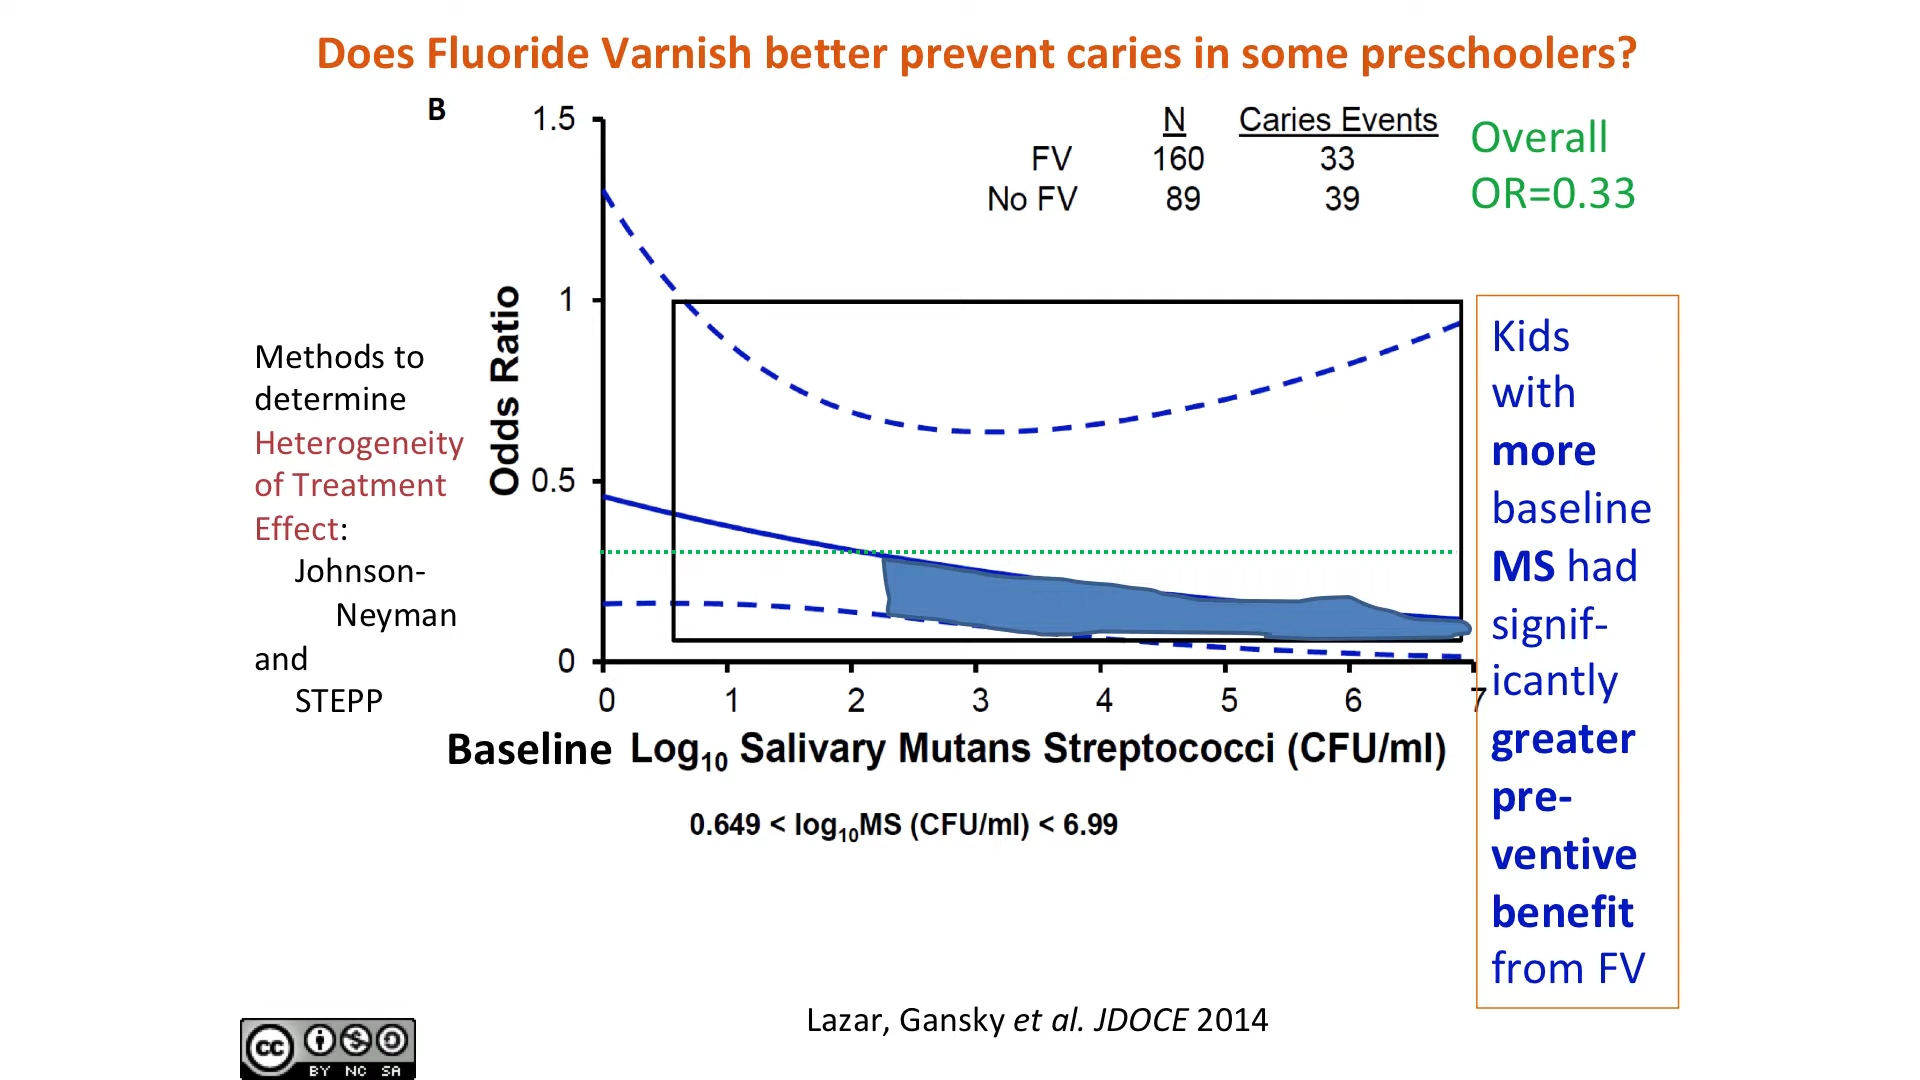 Does Fluoride Varnish better prevent caries in some preschoolers?
B
N Caries Events
FV 160 33
No FV 89 39
Overall
OR=0.33
Methods to
determine
Heterogeneity
of Treatment
Effect:
Johnson-
Neyman
and
STEPP
Odds Ratio
1.5
1
0.5
0
0 1 2 3 4 5 6 7
Baseline Log10 Salivary Mutans Streptococci (CFU/ml)
0.649 < log10MS (CFU/ml) < 6.99
Kids
with
more
baseline
MS had
signif-
icantly
greater
pre-
ventive
benefit
from FV
Lazar, Gansky et al. JDOCE 2014
cc
BY NC SA